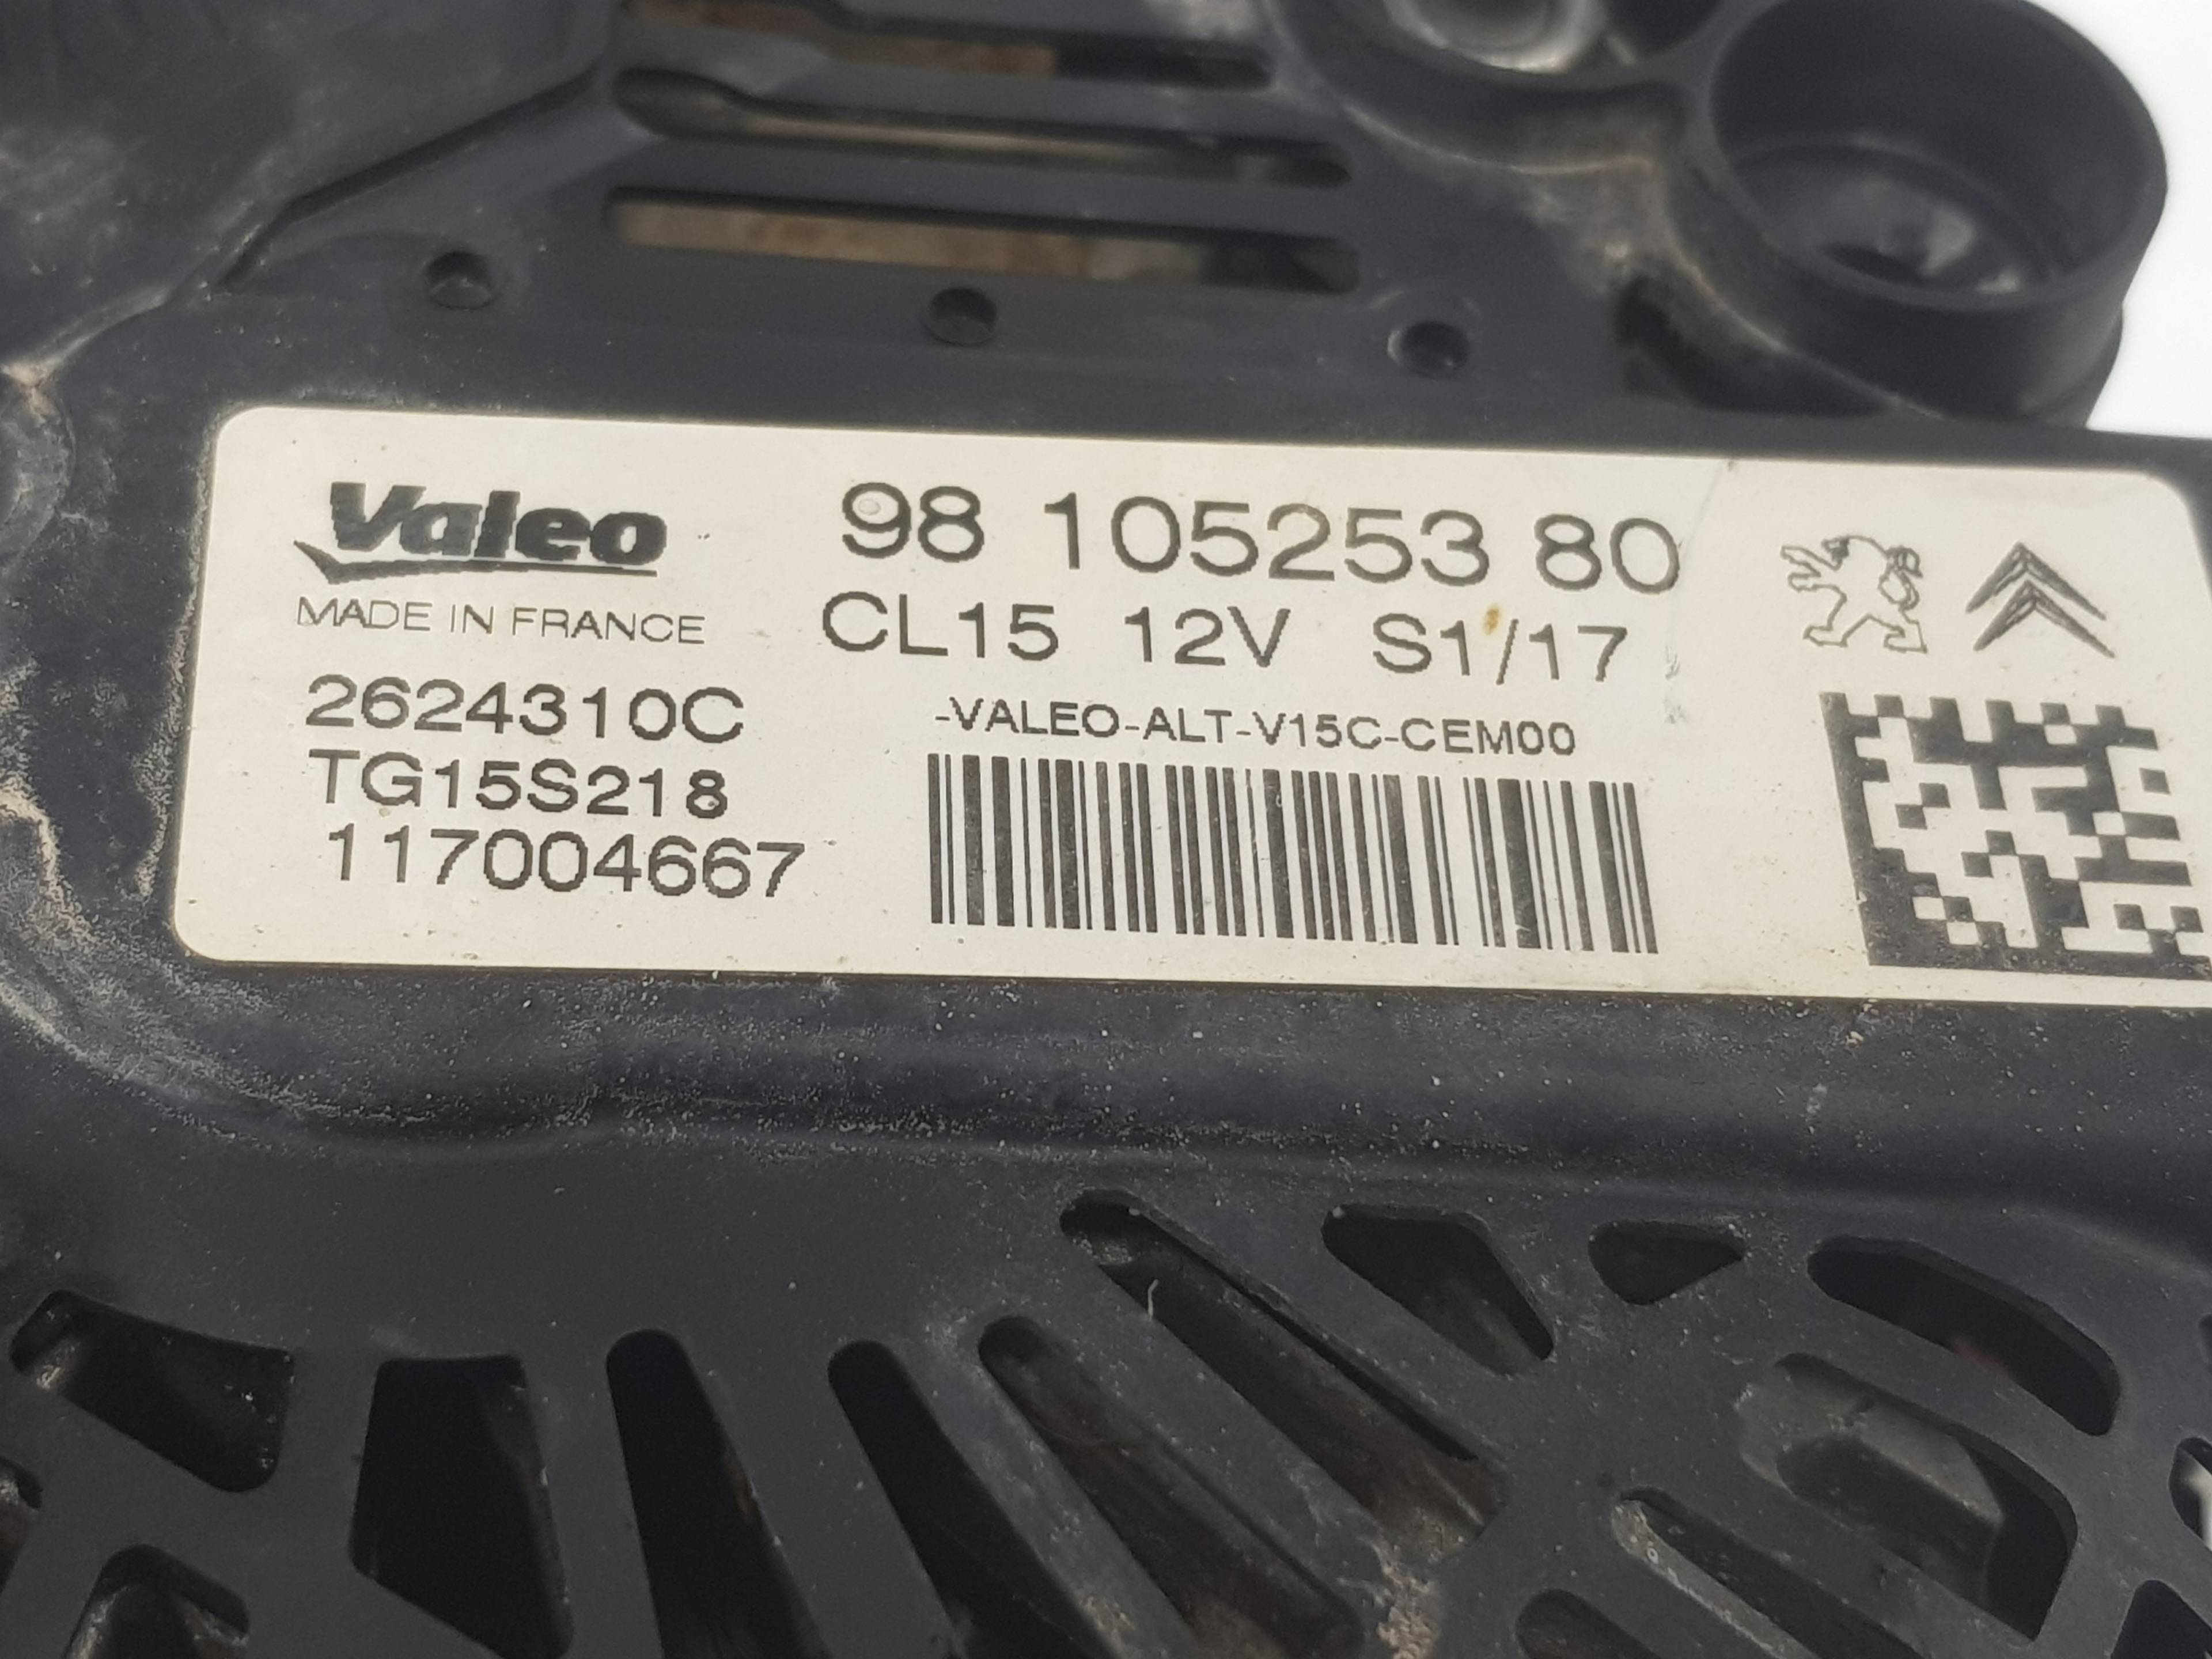 Valeo
MADE IN FRANCE
2624310C
TG15S218
117004667
98 105253 80
CL15 12V S1/17
-VALEO-ALT-V15C-CEM00